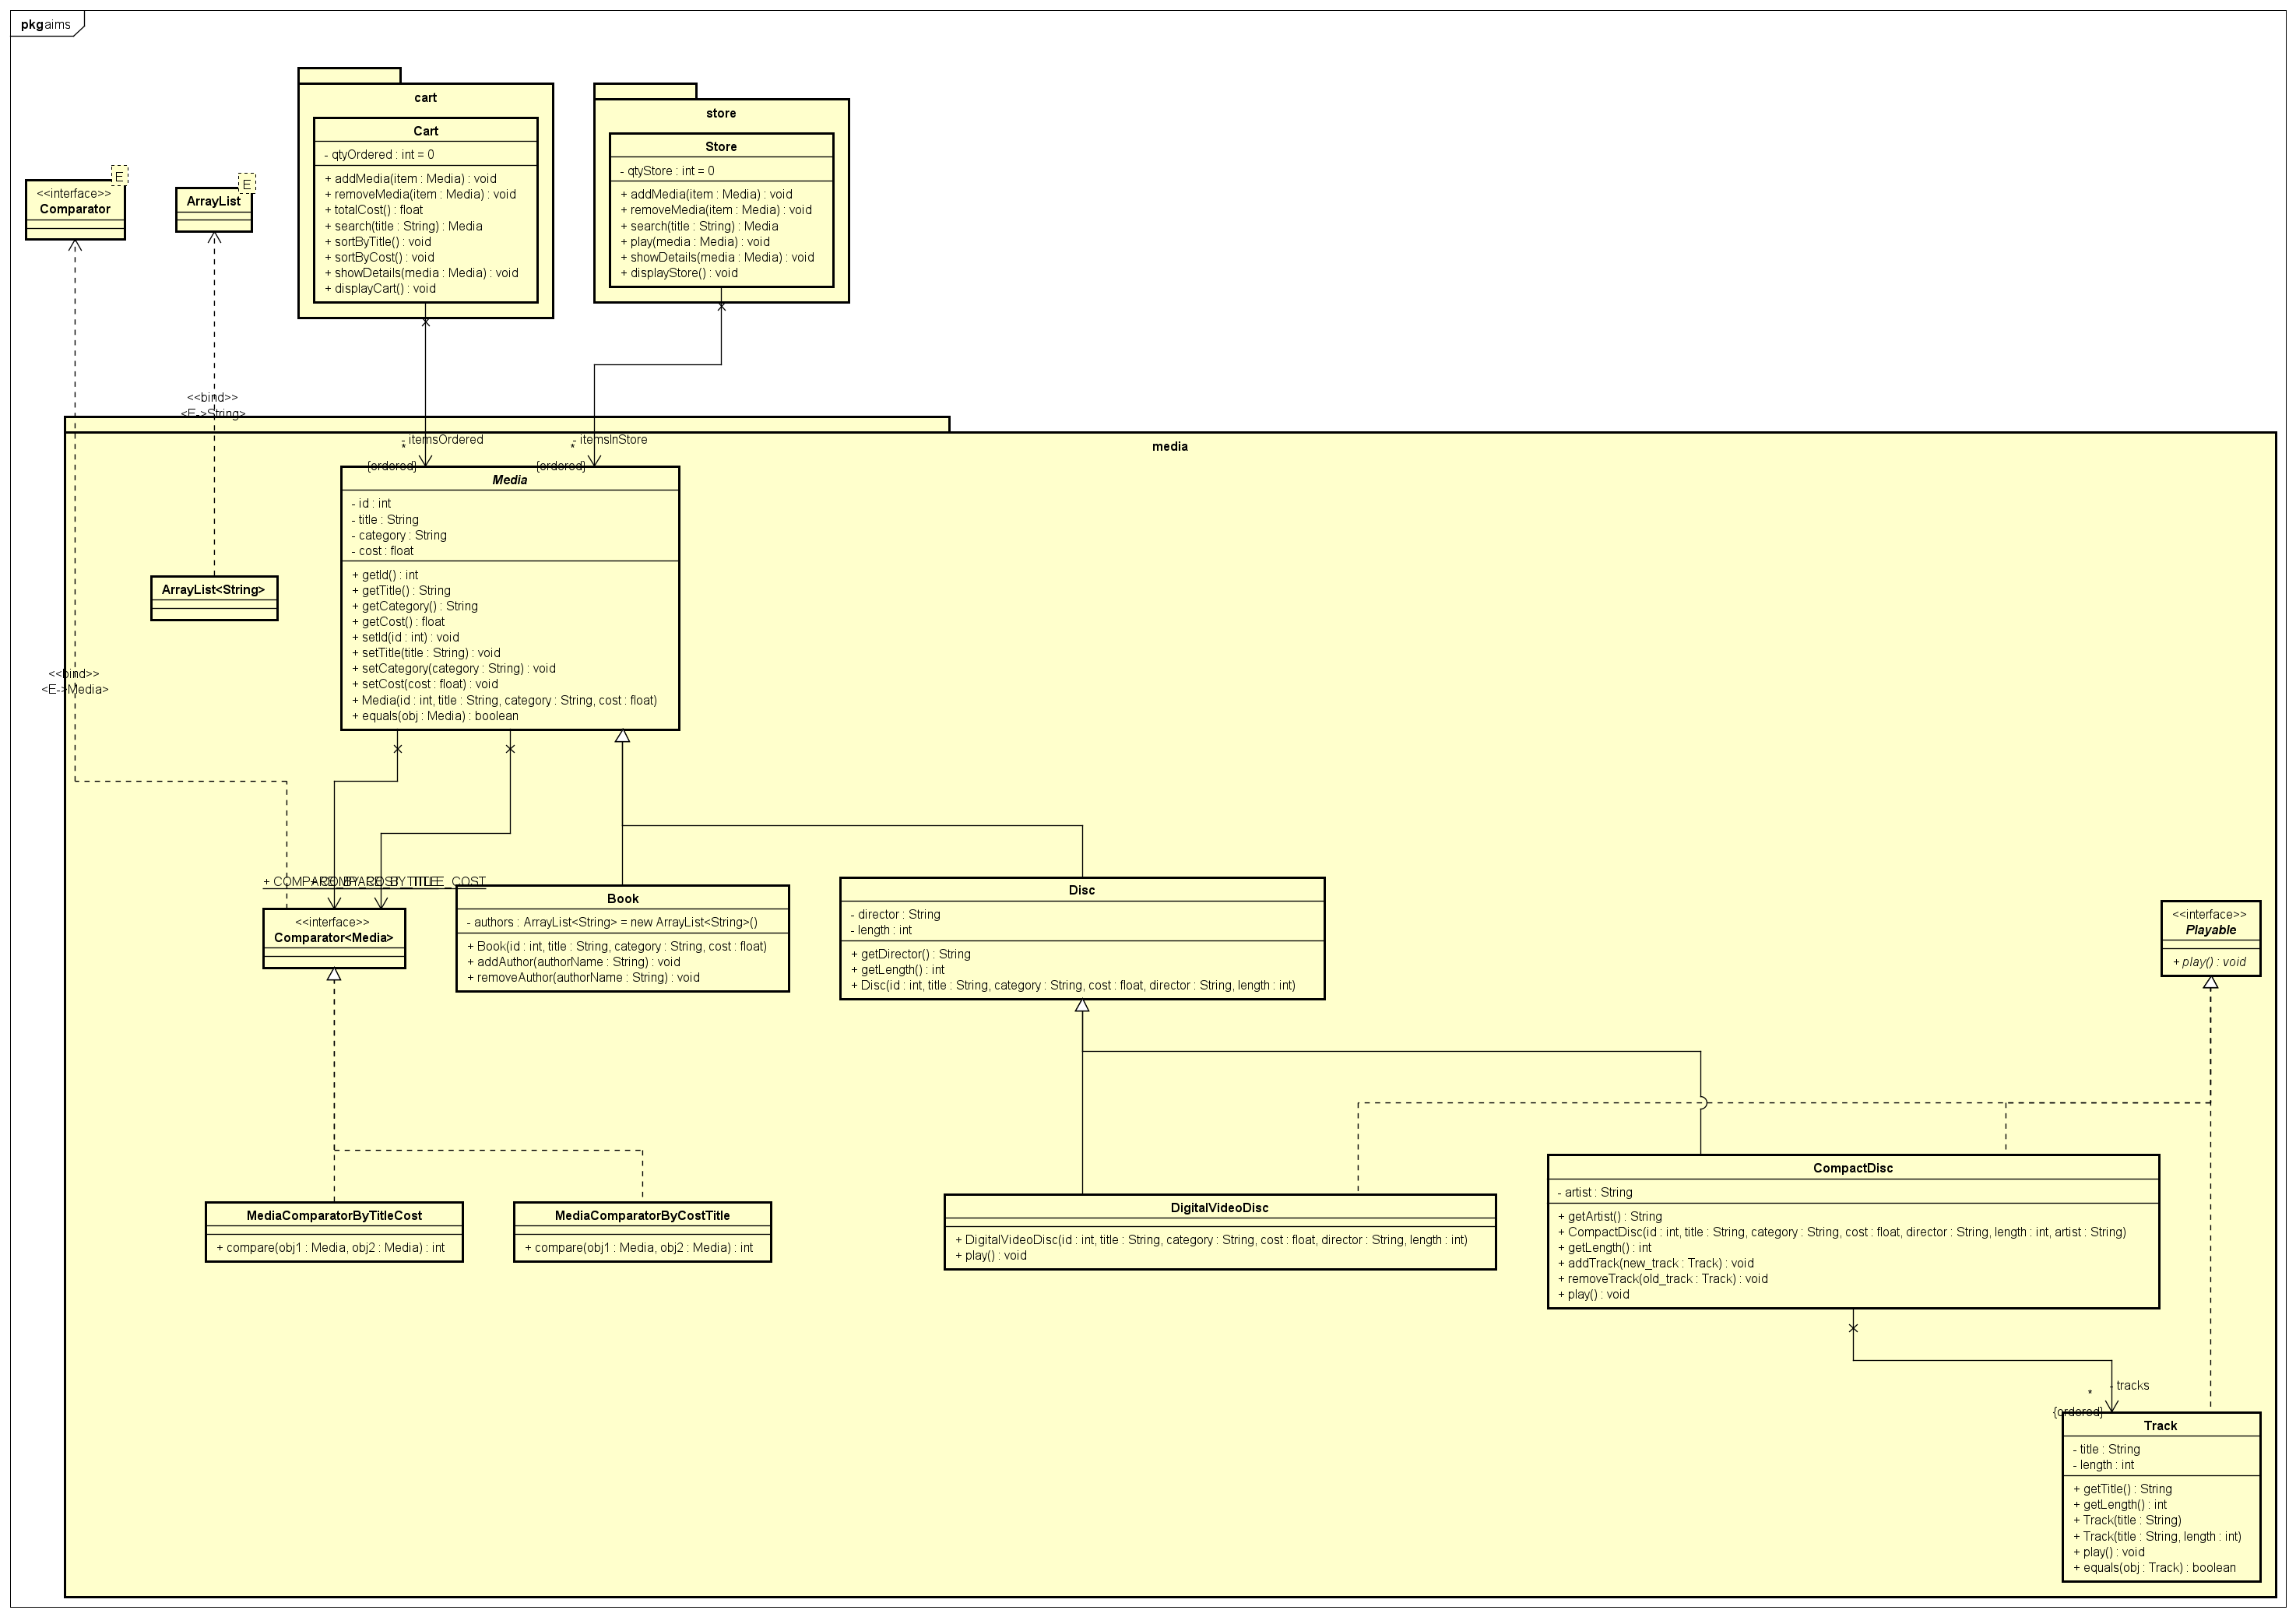 pkg aims
cart
Cart
- qtyOrdered : int = 0
+ addMedia(item : Media) : void
+ removeMedia(item : Media) : void
+ totalCost() : float
+ search(title : String) : Media
+ sortByTitle() : void
+ sortByCost() : void
+ showDetails(media : Media) : void
+ displayCart() : void
store
Store
- qtyStore : int = 0
+ addMedia(item : Media) : void
+ removeMedia(item : Media) : void
+ search(title : String) : Media
+ play(media : Media) : void
+ showDetails(media : Media) : void
+ displayStore() : void
E
<<interface>>
Comparator
E
ArrayList
<<bind>>
<E->String>
media
- itemsOrdered
*
{ordered}
- itemsInStore
*
{ordered}
Media
- id : int
- title : String
- category : String
- cost : float
+ getId() : int
+ getTitle() : String
+ getCategory() : String
+ getCost() : float
+ setId(id : int) : void
+ setTitle(title : String) : void
+ setCategory(category : String) : void
+ setCost(cost : float) : void
+ Media(id : int, title : String, category : String, cost : float)
+ equals(obj : Media) : boolean
ArrayList<String>
<<bind>>
<E->Media>
+ COMPARE_BY_COST_TITLE
+ COMPARE_BY_TITLE_COST
<<interface>>
Comparator<Media>
Book
- authors : ArrayList<String> = new ArrayList<String>()
+ Book(id : int, title : String, category : String, cost : float)
+ addAuthor(authorName : String) : void
+ removeAuthor(authorName : String) : void
Disc
- director : String
- length : int
+ getDirector() : String
+ getLength() : int
+ Disc(id : int, title : String, category : String, cost : float, director : String, length : int)
<<interface>>
Playable
+ play() : void
MediaComparatorByTitleCost
+ compare(obj1 : Media, obj2 : Media) : int
MediaComparatorByCostTitle
+ compare(obj1 : Media, obj2 : Media) : int
DigitalVideoDisc
+ DigitalVideoDisc(id : int, title : String, category : String, cost : float, director : String, length : int)
+ play() : void
CompactDisc
- artist : String
+ getArtist() : String
+ CompactDisc(id : int, title : String, category : String, cost : float, director : String, length : int, artist : String)
+ getLength() : int
+ addTrack(new_track : Track) : void
+ removeTrack(old_track : Track) : void
+ play() : void
- tracks
*
{ordered}
Track
- title : String
- length : int
+ getTitle() : String
+ getLength() : int
+ Track(title : String)
+ Track(title : String, length : int)
+ play() : void
+ equals(obj : Track) : boolean